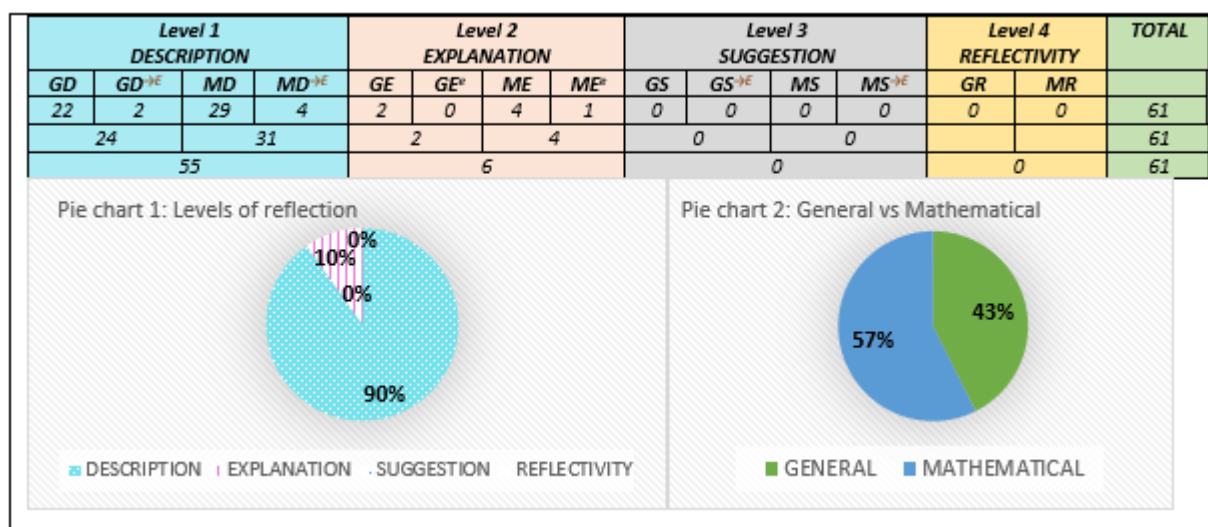 Level 1 Level 2 Level 3 Level 4 TOTAL
DESCRIPTION EXPLANATION SUGGESTION REFLECTIVITY
GD GD→€ MD MD→€ GE GEᵉ ME MEᵉ GS GS→€ MS MS→€ GR MR
22 2 29 4 2 0 4 1 0 0 0 0 0 0 61
24 31 2 4 0 0 61
55 6 0 0 61
Pie chart 1: Levels of reflection
0%
10%
0%
90%
DESCRIPTION EXPLANATION SUGGESTION REFLECTIVITY
Pie chart 2: General vs Mathematical
43%
57%
GENERAL MATHEMATICAL